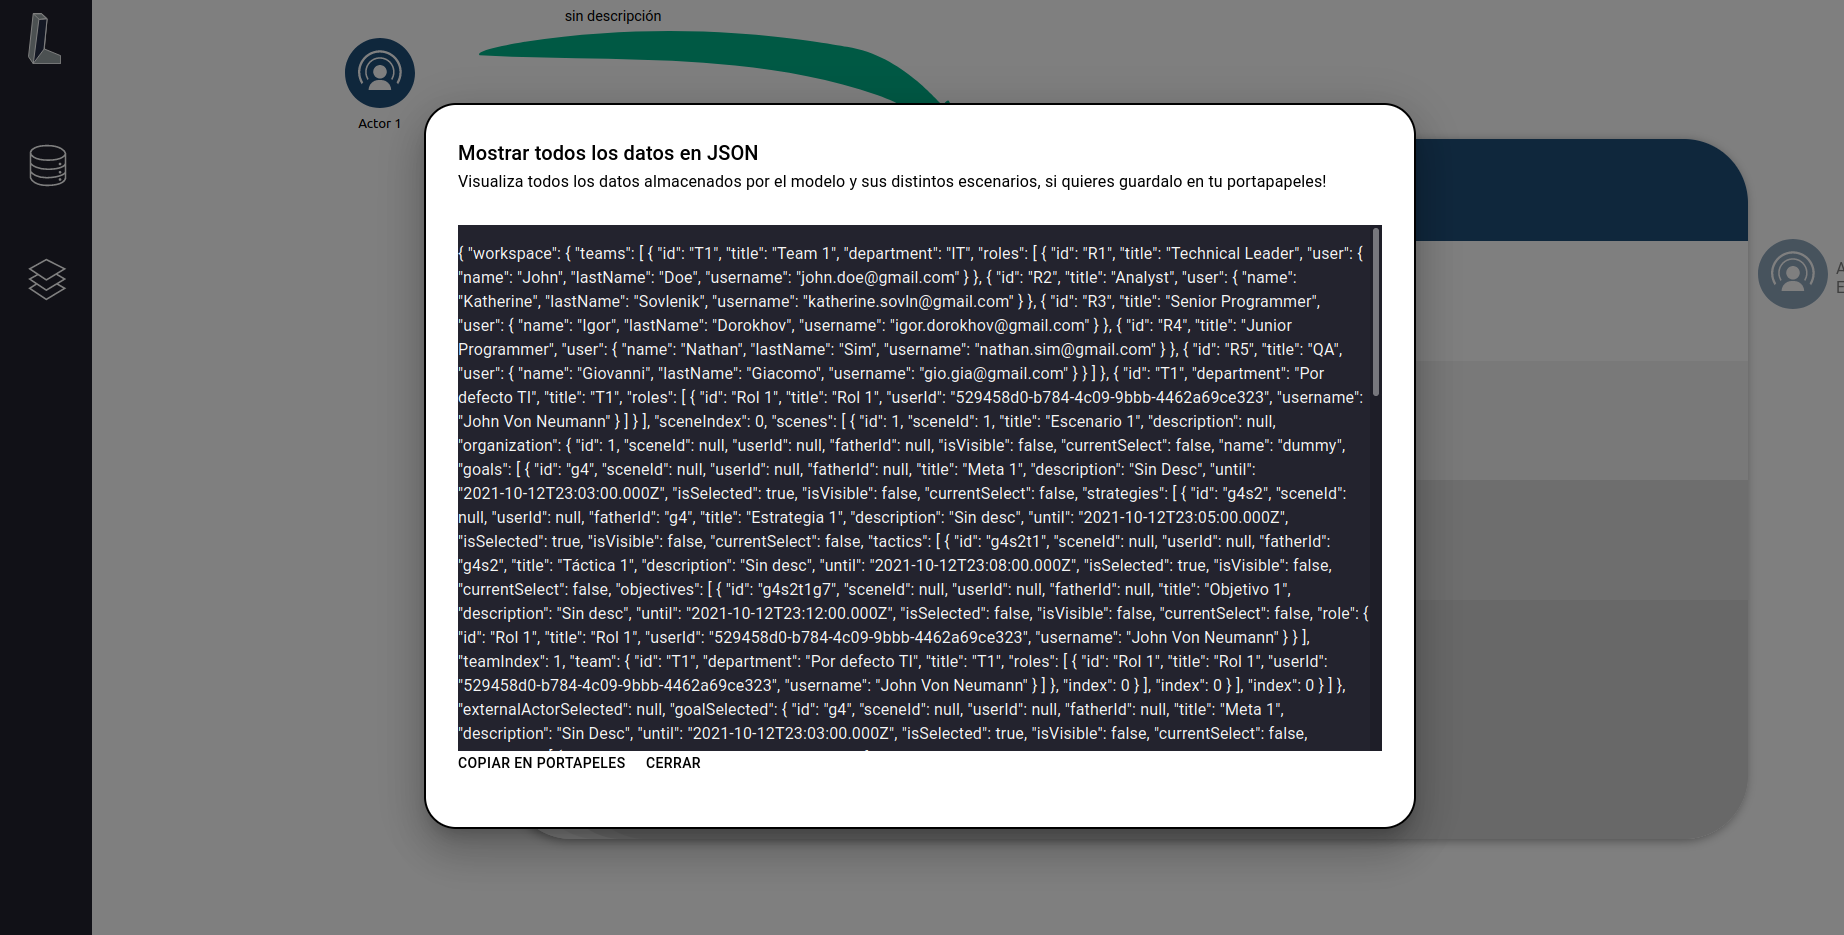 sin descripción
Actor 1
Mostrar todos los datos en JSON
Visualiza todos los datos almacenados por el modelo y sus distintos escenarios, si quieres guardalo en tu portapapeles!
{ "workspace": { "teams": [ { "id": "T1", "title": "Team 1", "department": "IT", "roles": [ { "id": "R1", "title": "Technical Leader", "user": {
"name": "John", "lastName": "Doe", "username": "john.doe@gmail.com" } }, { "id": "R2", "title": "Analyst", "user": { "name":
"Katherine", "lastName": "Sovlenik", "username": "katherine.sovln@gmail.com" } }, { "id": "R3", "title": "Senior Programmer",
"user": { "name": "Igor", "lastName": "Dorokhov", "username": "igor.dorokhov@gmail.com" } }, { "id": "R4", "title": "Junior
Programmer", "user": { "name": "Nathan", "lastName": "Sim", "username": "nathan.sim@gmail.com" } }, { "id": "R5", "title": "QA",
"user": { "name": "Giovanni", "lastName": "Giacomo", "username": "gio.gia@gmail.com" } } ] }, { "id": "T1", "department": "Por
defecto TI", "title": "T1", "roles": [ { "id": "Rol 1", "title": "Rol 1", "userId": "529458d0-b784-4c09-9bbb-4462a69ce323", "username":
"John Von Neumann" } ] } ], "sceneIndex": 0, "scenes": [ { "id": 1, "sceneId": 1, "title": "Escenario 1", "description": null,
"organization": { "id": 1, "sceneId": null, "userId": null, "fatherId": null, "isVisible": false, "currentSelect": false, "name": "dummy",
"goals": [ { "id": "g4", "sceneId": null, "userId": null, "fatherId": null, "title": "Meta 1", "description": "Sin Desc", "until":
"2021-10-12T23:03:00.000Z", "isSelected": true, "isVisible": false, "currentSelect": false, "strategies": [ { "id": "g4s2", "sceneId":
null, "userId": null, "fatherId": "g4", "title": "Estrategia 1", "description": "Sin desc", "until": "2021-10-12T23:05:00.000Z",
"isSelected": true, "isVisible": false, "currentSelect": false, "tactics": [ { "id": "g4s2t1", "sceneId": null, "userId": null, "fatherId":
"g4s2", "title": "Táctica 1", "description": "Sin desc", "until": "2021-10-12T23:08:00.000Z", "isSelected": true, "isVisible": false,
"currentSelect": false, "objectives": [ { "id": "g4s2t1g7", "sceneId": null, "userId": null, "fatherId": null, "title": "Objetivo 1",
"description": "Sin desc", "until": "2021-10-12T23:12:00.000Z", "isSelected": false, "isVisible": false, "currentSelect": false, "role": {
"id": "Rol 1", "title": "Rol 1", "userId": "529458d0-b784-4c09-9bbb-4462a69ce323", "username": "John Von Neumann" } } ],
"teamIndex": 1, "team": { "id": "T1", "department": "Por defecto TI", "title": "T1", "roles": [ { "id": "Rol 1", "title": "Rol 1", "userId":
"529458d0-b784-4c09-9bbb-4462a69ce323", "username": "John Von Neumann" } ] }, "index": 0 } ], "index": 0 } ], "index": 0 } ] },
"externalActorSelected": null, "goalSelected": { "id": "g4", "sceneId": null, "userId": null, "fatherId": null, "title": "Meta 1",
"description": "Sin Desc", "until": "2021-10-12T23:03:00.000Z", "isSelected": true, "isVisible": false, "currentSelect": false,
COPIAR EN PORTAPELES CERRAR